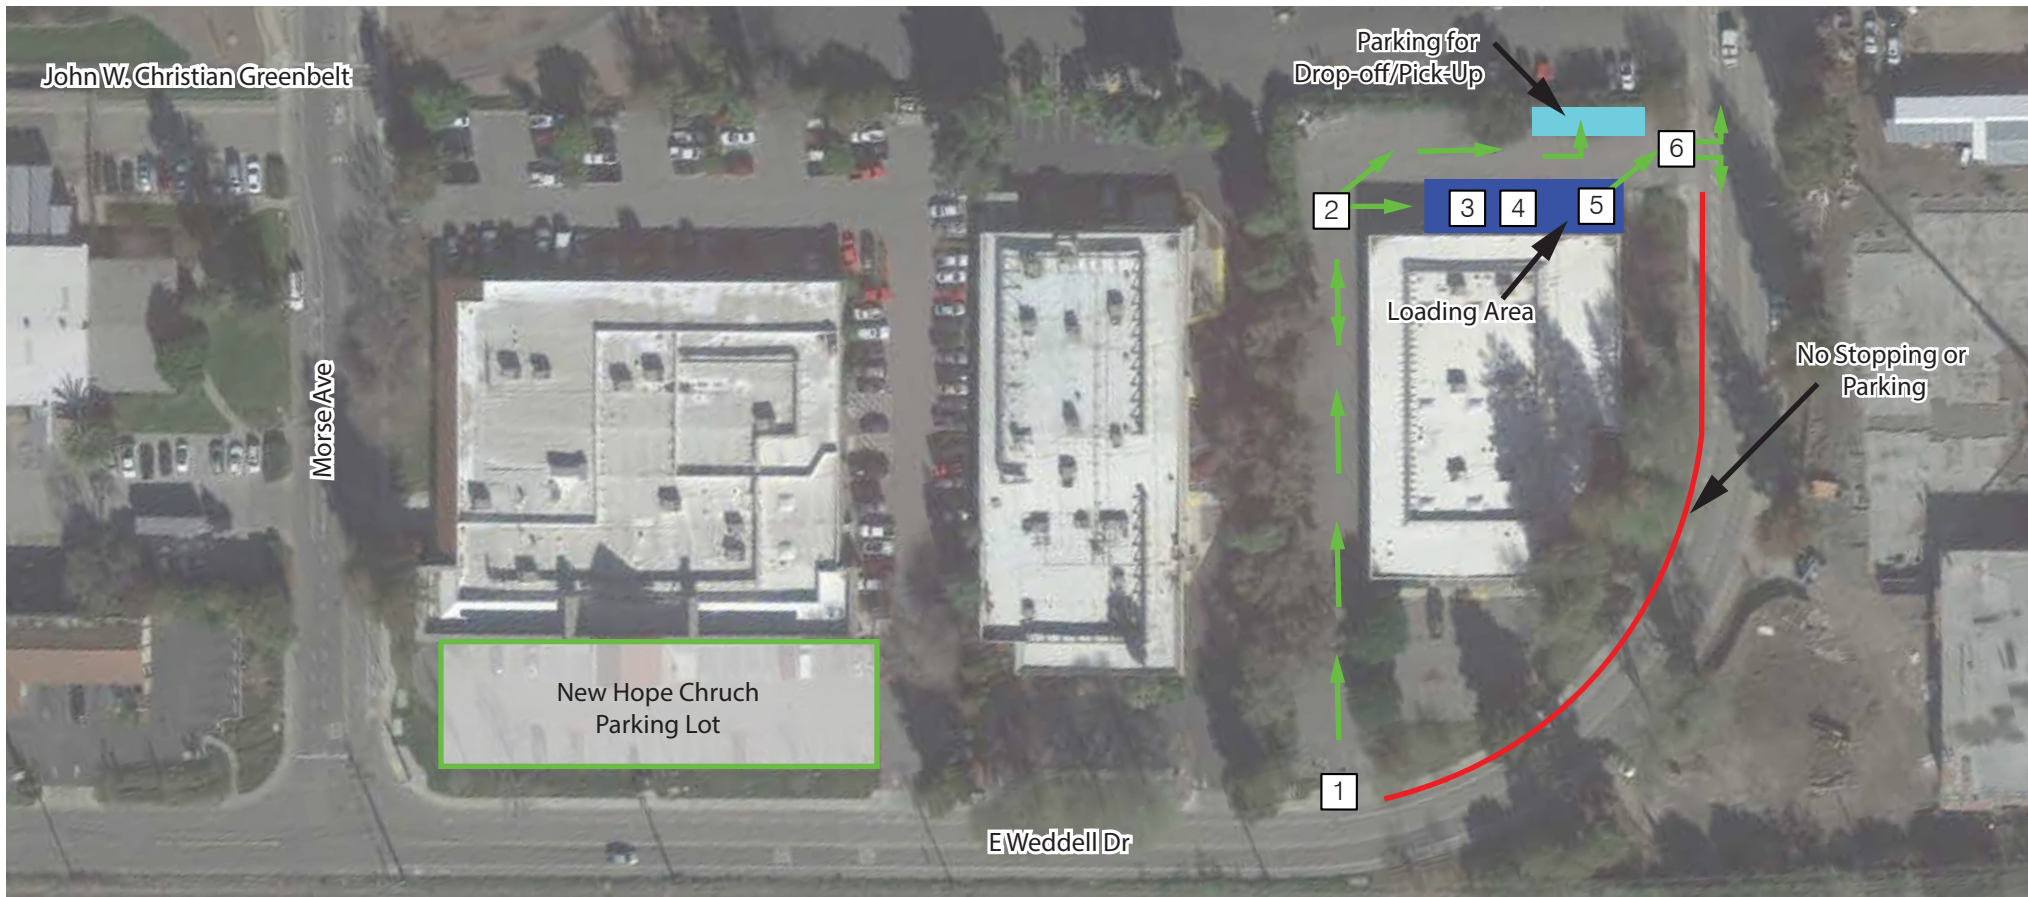 John W. Christian Greenbelt
Parking for
Drop-off/Pick-Up
6
2
3
4
5
Loading Area
No Stopping or
Parking
Morse Ave
New Hope Chruch
Parking Lot
1
E Weddell Dr